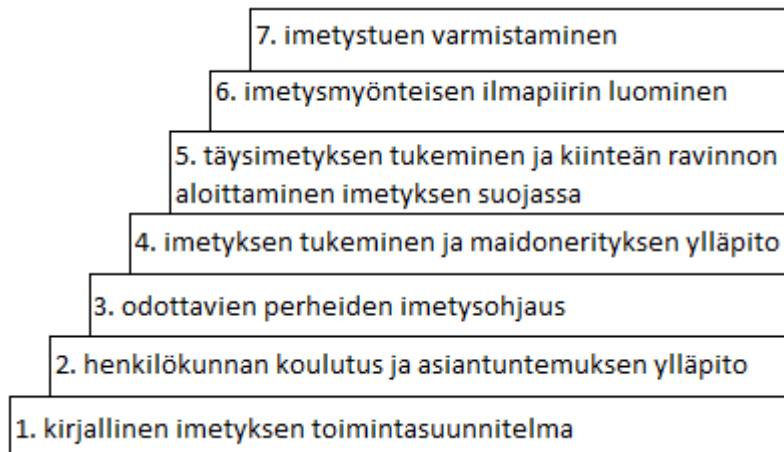 7. imetystuen varmistaminen
6. imetysmyönteisen ilmapiirin luominen
5. täysimetyksen tukeminen ja kiinteän ravinnon
aloittaminen imetyksen suojassa
4. imetyksen tukeminen ja maidonerityksen ylläpito
3. odottavien perheiden imetysohjaus
2. henkilökunnan koulutus ja asiantuntemuksen ylläpito
1. kirjallinen imetyksen toimintasuunnitelma